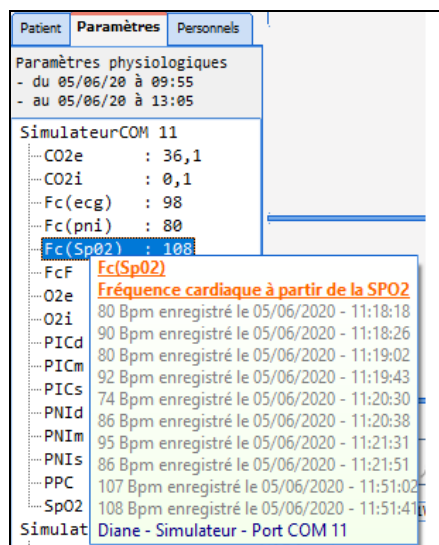 Patient Paramètres Personnels
Paramètres physiologiques
- du 05/06/20 à 09:55
- au 05/06/20 à 13:05
SimulateurCOM 11
CO2e : 36,1
CO2i : 0,1
Fc(ecg) : 98
Fc(pni) : 80
Fc(Sp02) : 108
FcF
O2e
O2i
PICd
PICm
PICs
PNId
PNIm
PNIs
PPC
SpO2
Simulat
Fc(Sp02)
Fréquence cardiaque à partir de la SPO2
80 Bpm enregistré le 05/06/2020 - 11:18:18
90 Bpm enregistré le 05/06/2020 - 11:18:26
80 Bpm enregistré le 05/06/2020 - 11:19:02
92 Bpm enregistré le 05/06/2020 - 11:19:43
74 Bpm enregistré le 05/06/2020 - 11:20:30
86 Bpm enregistré le 05/06/2020 - 11:20:38
95 Bpm enregistré le 05/06/2020 - 11:21:31
86 Bpm enregistré le 05/06/2020 - 11:21:51
107 Bpm enregistré le 05/06/2020 - 11:51:02
108 Bpm enregistré le 05/06/2020 - 11:51:41
Diane - Simulateur - Port COM 11